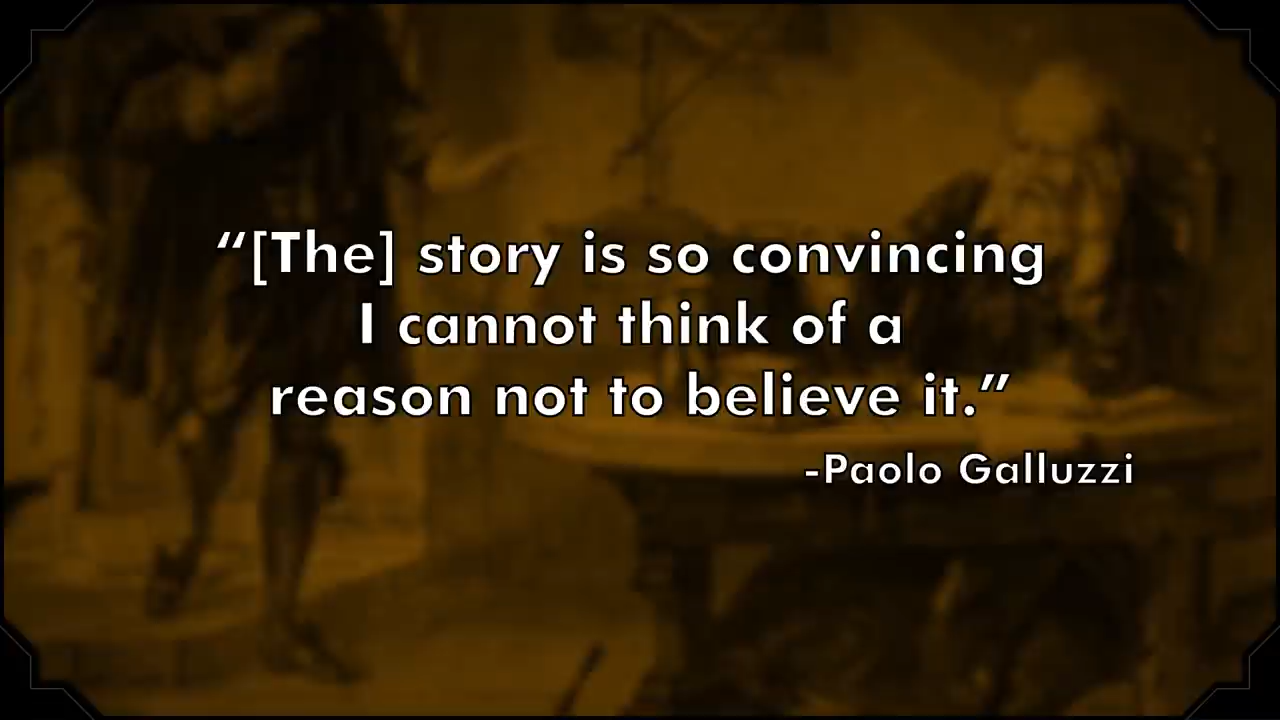 “[The] story is so convincing
I cannot think of a
reason not to believe it.”
-Paolo Galluzzi